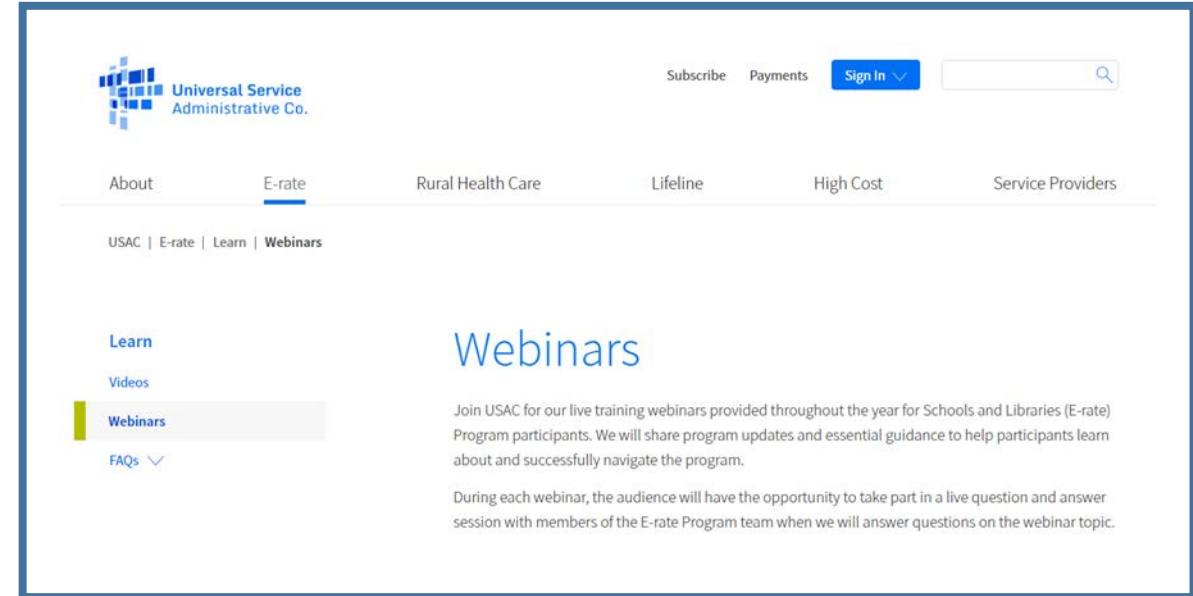 Universal Service
Administrative Co.
Subscribe Payments Sign In
About E-rate Rural Health Care Lifeline High Cost Service Providers
USAC | E-rate | Learn | Webinars
Learn
Videos
Webinars
FAQs
Webinars
Join USAC for our live training webinars provided throughout the year for Schools and Libraries (E-rate)
Program participants. We will share program updates and essential guidance to help participants learn
about and successfully navigate the program.
During each webinar, the audience will have the opportunity to take part in a live question and answer
session with members of the E-rate Program team when we will answer questions on the webinar topic.